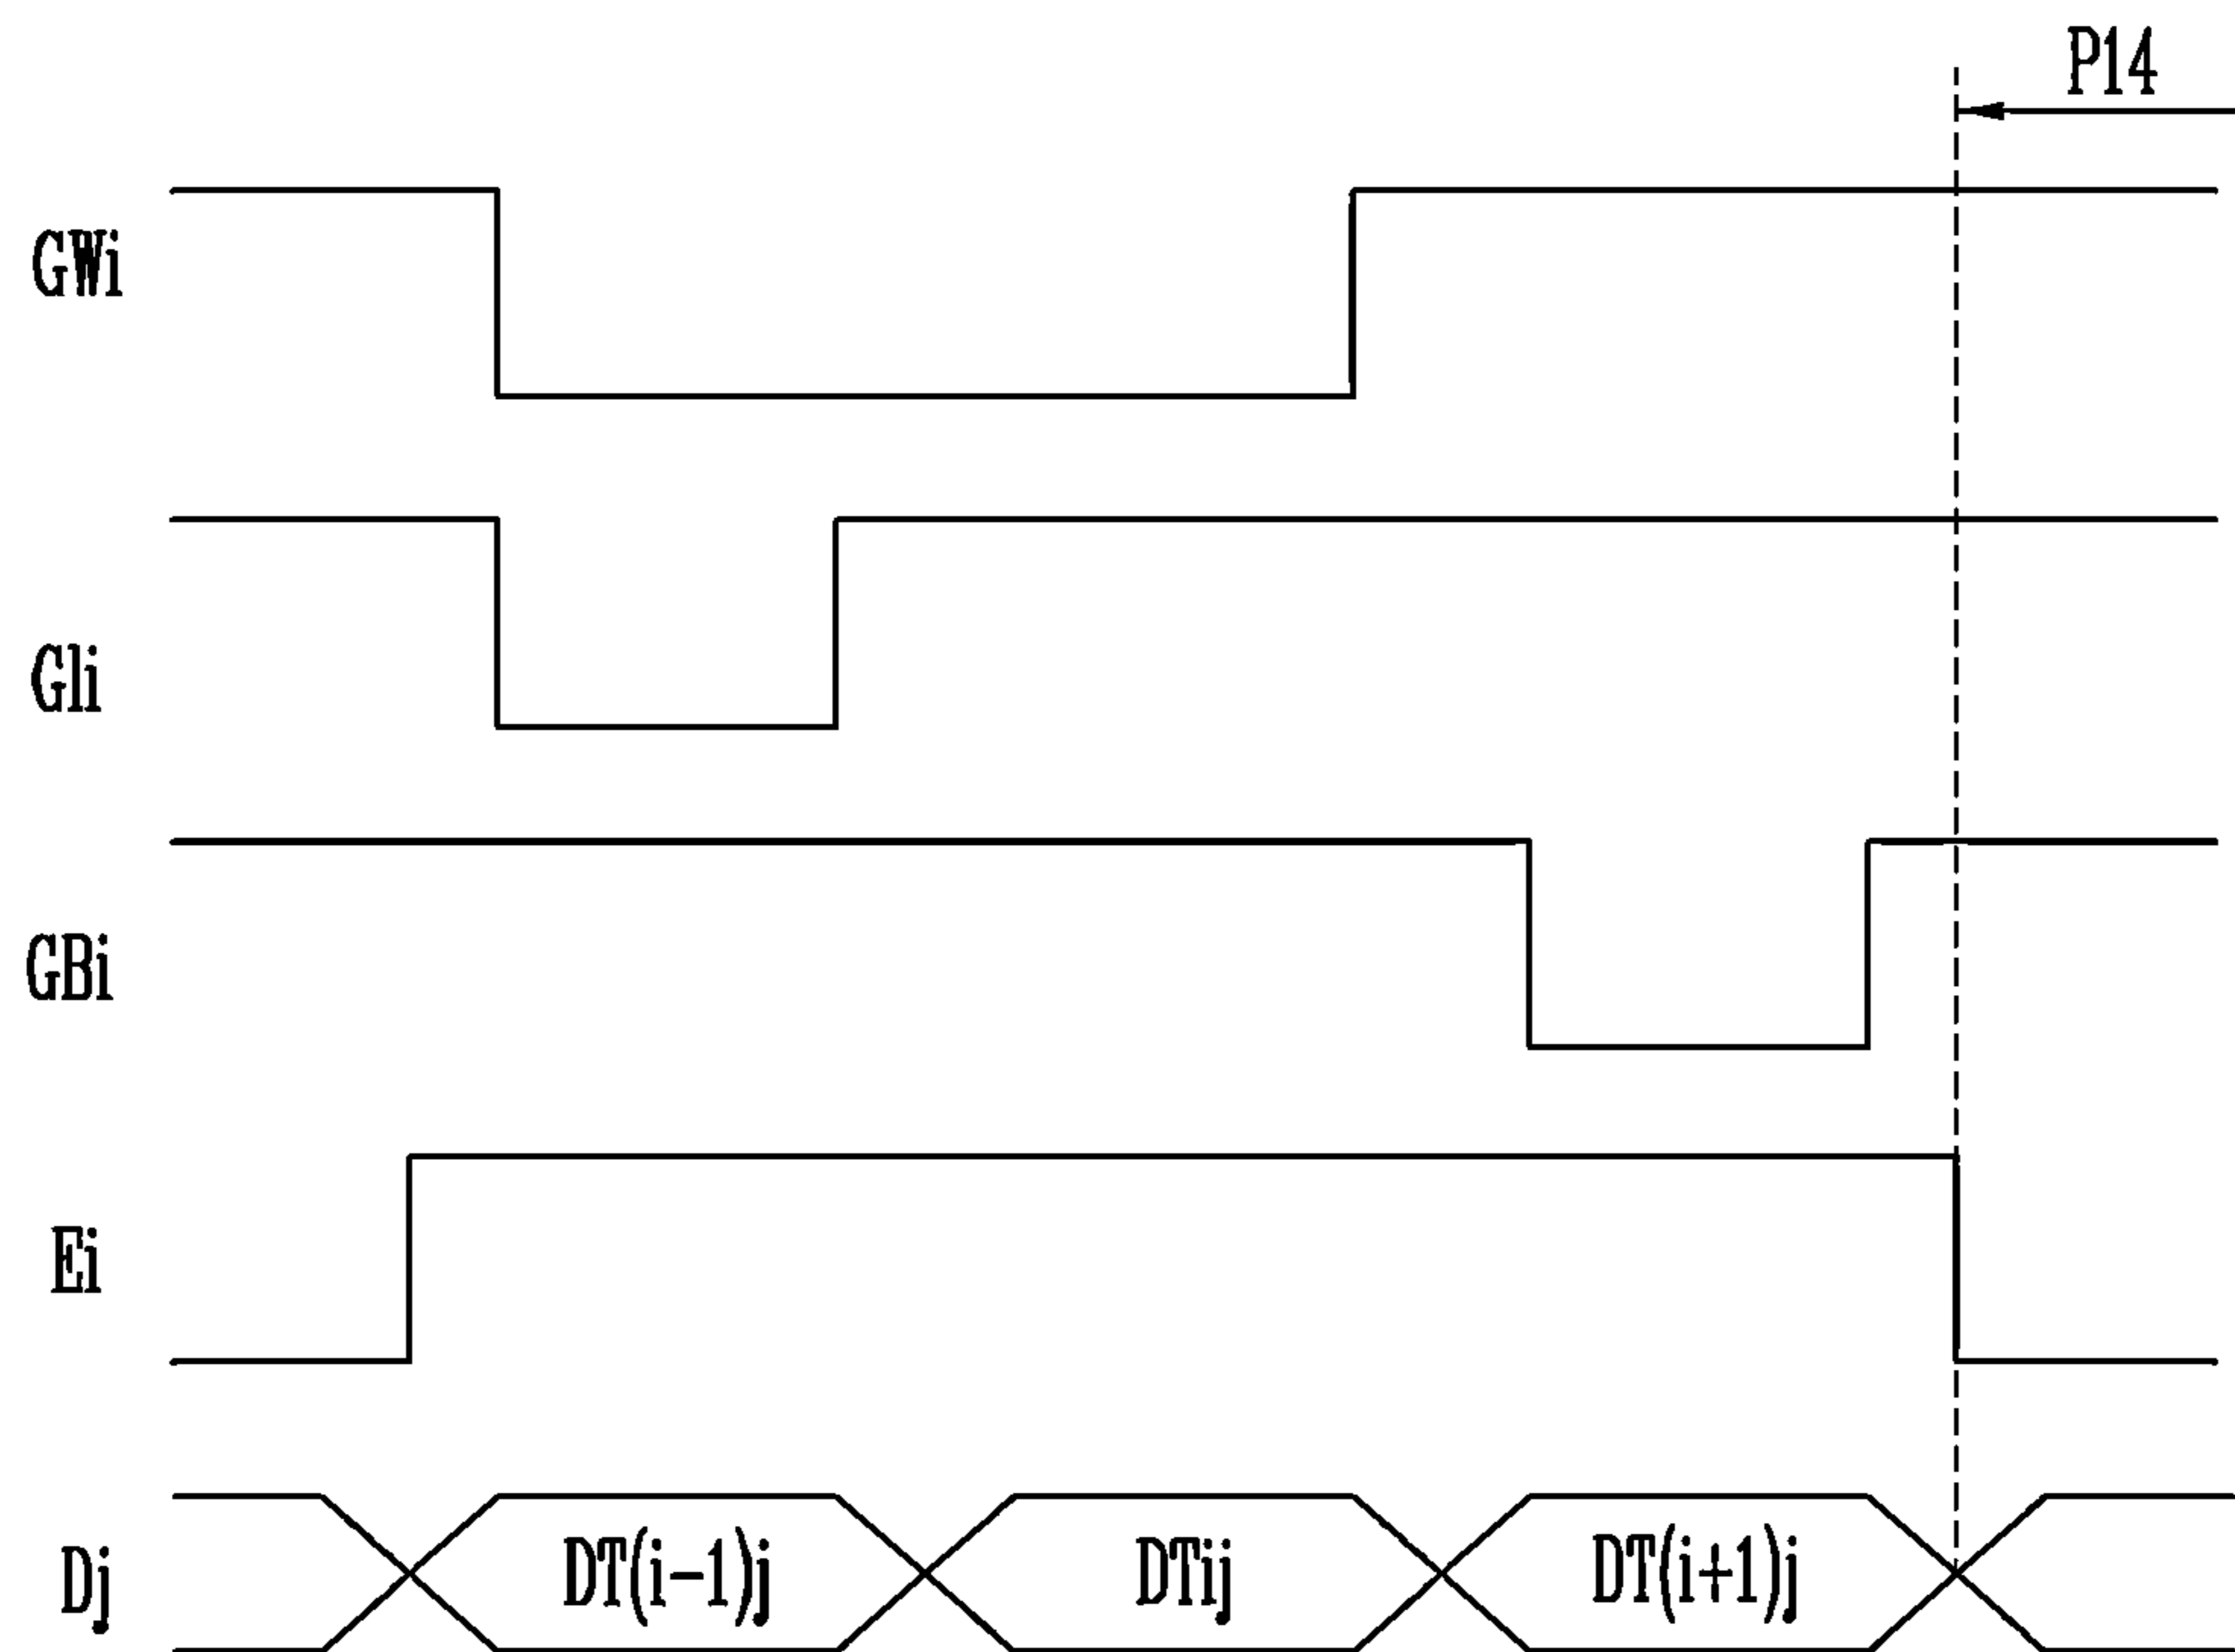 P14
GWi
GIi
GBi
Ei
Dj
DT(i-1)j
DTij
DT(i+1)j